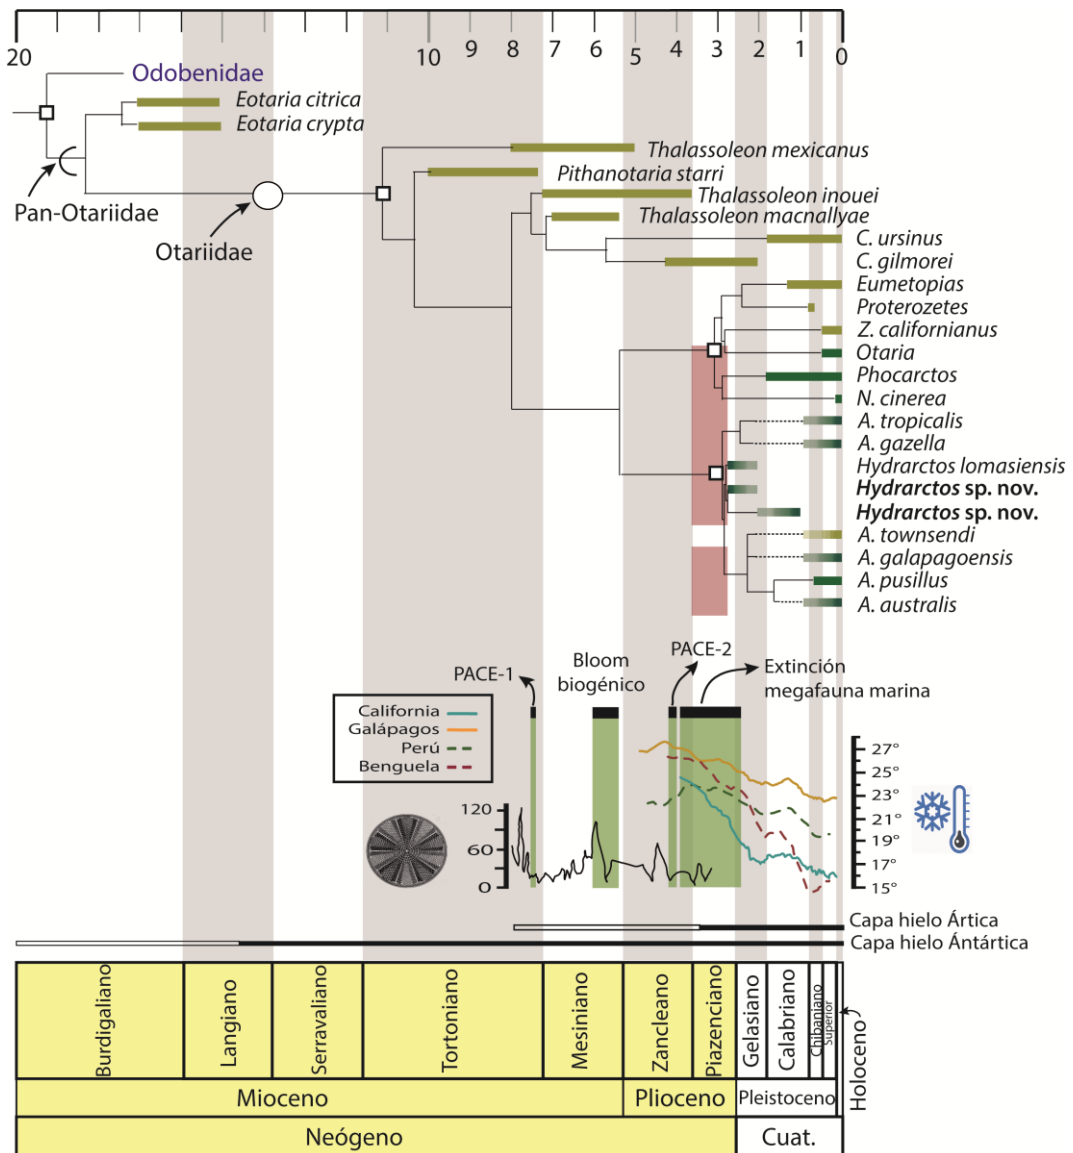 20
10
9
8
7
6
5
4
3
2
1
0
Odobenidae
Eotaria citrica
Eotaria crypta
Pan-Otariidae
Otariidae
Thalassoleon mexicanus
Pithanotaria starri
Thalassoleon inouei
Thalassoleon macnallyae
C. ursinus
C. gilmorei
Eumetopias
Proterozetes
Z. californianus
Otaria
Phocarctos
N. cinerea
A. tropicalis
A. gazella
Hydrarctos lomasiensis
Hydrarctos sp. nov.
Hydrarctos sp. nov.
A. townsendi
A. galapagoensis
A. pusillus
A. australis
PACE-1
Bloom
biogénico
PACE-2
Extinción
megafauna marina
California
Galápagos
Perú
Benguela
120
60
0
27°
25°
23°
21°
19°
17°
15°
Capa hielo Ártica
Capa hielo Ántártica
Burdigaliano
Langiano
Serravaliano
Tortoniano
Mesiniano
Zancleano
Piazenciano
Gelasiano
Calabriano
Chibaniano
Superior
Holoceno
Mioceno
Plioceno
Pleistoceno
Neógeno
Cuat.